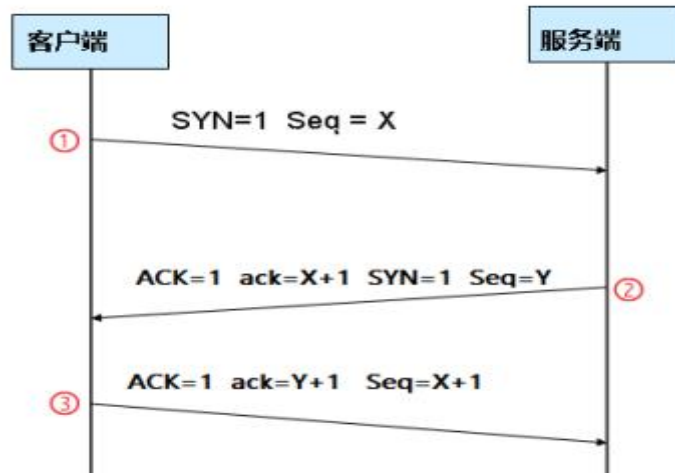 客户端
服务端
SYN=1 Seq = X
①
ACK=1 ack=X+1 SYN=1 Seq=Y
②
ACK=1 ack=Y+1 Seq=X+1
③